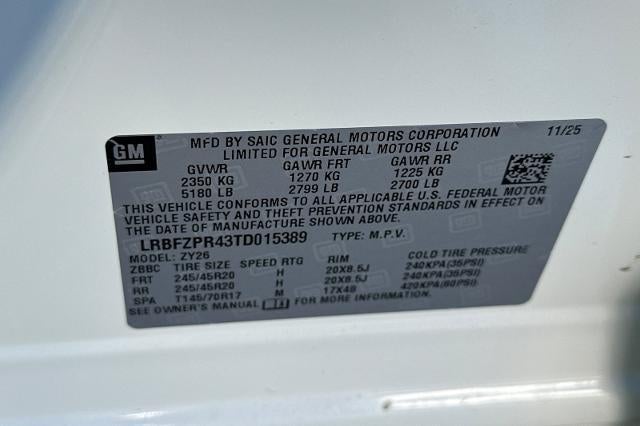 GM
MFD BY SAIC GENERAL MOTORS CORPORATION 11/25
LIMITED FOR GENERAL MOTORS LLC
GVWR GAWR FRT GAWR RR
2350 KG 1270 KG 1225 KG
5180 LB 2799 LB 2700 LB
THIS VEHICLE CONFORMS TO ALL APPLICABLE U.S. FEDERAL MOTOR
VEHICLE SAFETY AND THEFT PREVENTION STANDARDS IN EFFECT ON
THE DATE OF MANUFACTURE SHOWN ABOVE.
LRBFZPR43TD015389 TYPE: M.P.V.
MODEL: ZY26
ZBBC TIRE SIZE SPEED RTG RIM COLD TIRE PRESSURE
FRT 245/45R20 H 20X8.5J 240KPA(35PSI)
RR 245/45R20 H 20X8.5J 240KPA(35PSI)
SPA T145/70R17 M 17X4B 420KPA(60PSI)
SEE OWNER'S MANUAL FOR MORE INFORMATION.